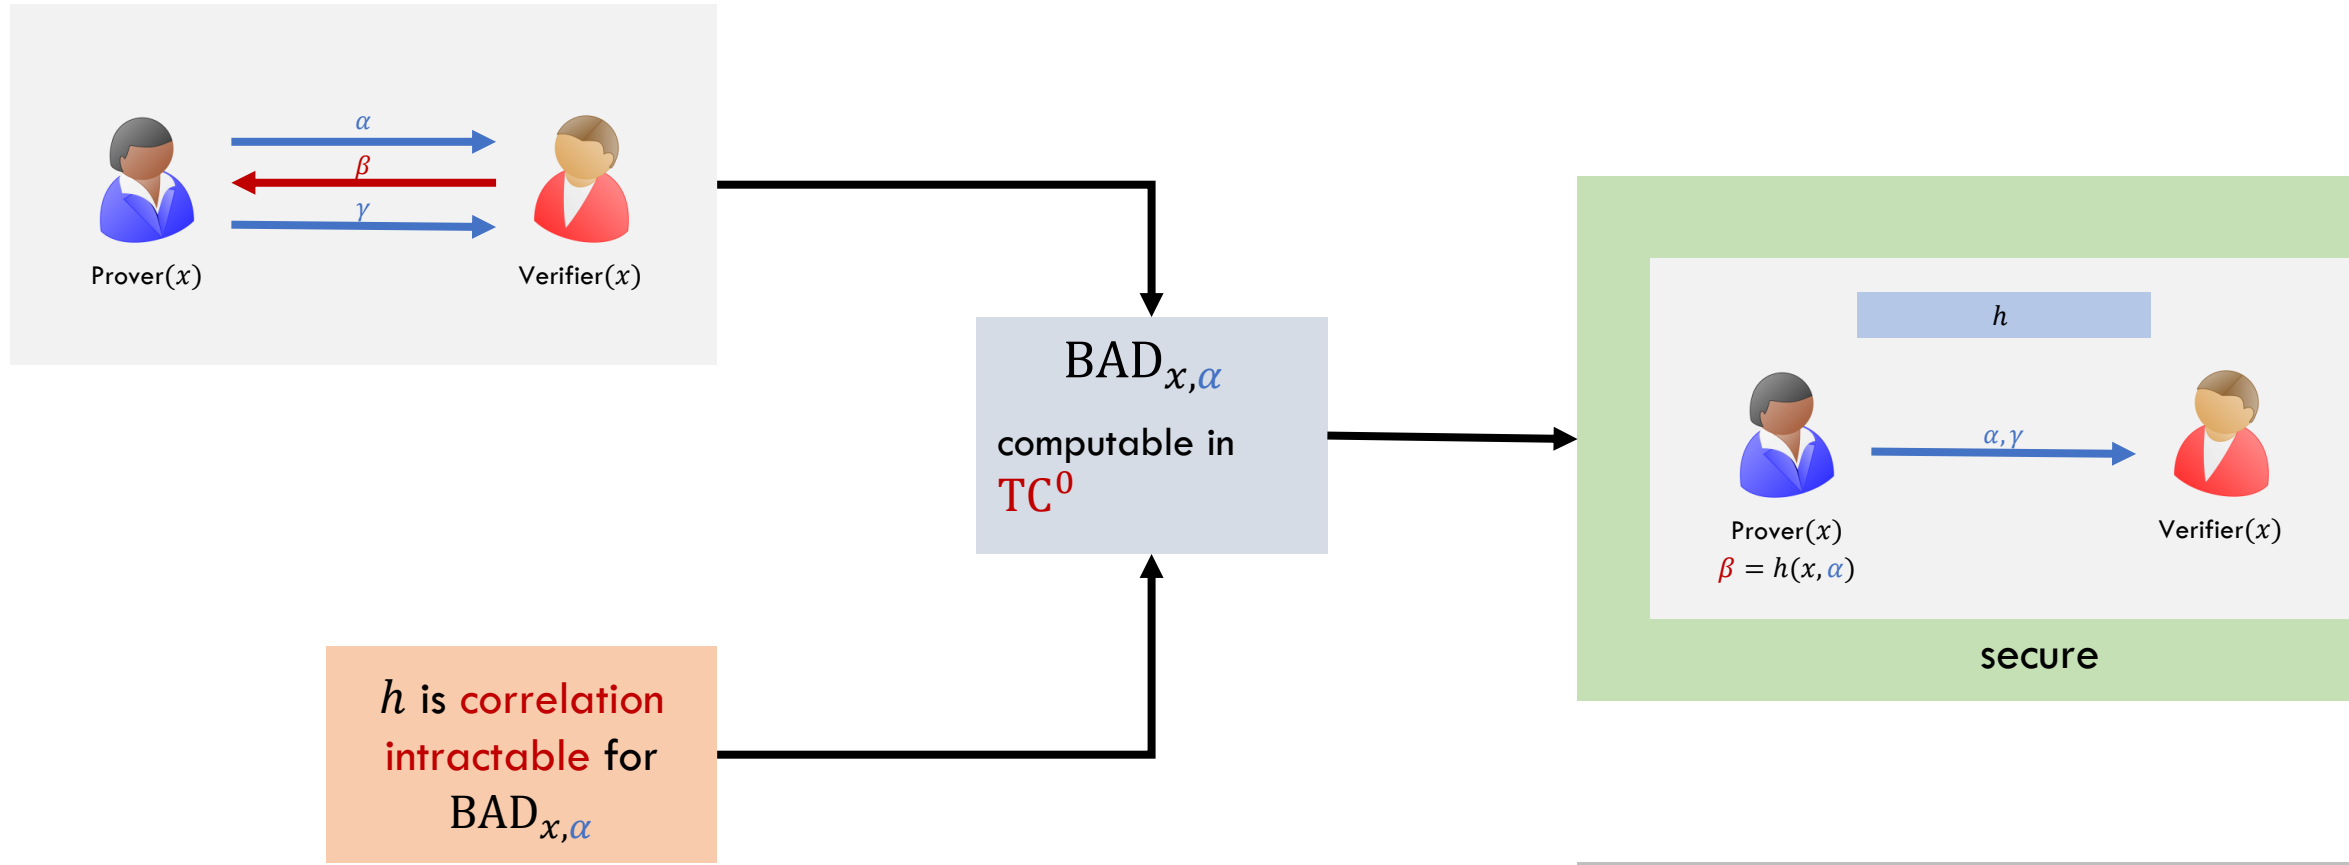 α
β
γ
Prover(x)
Verifier(x)
BAD_{x,α}
computable in
TC^0
h is correlation
intractable for
BAD_{x,α}
h
α, γ
Prover(x)
Verifier(x)
β = h(x, α)
secure